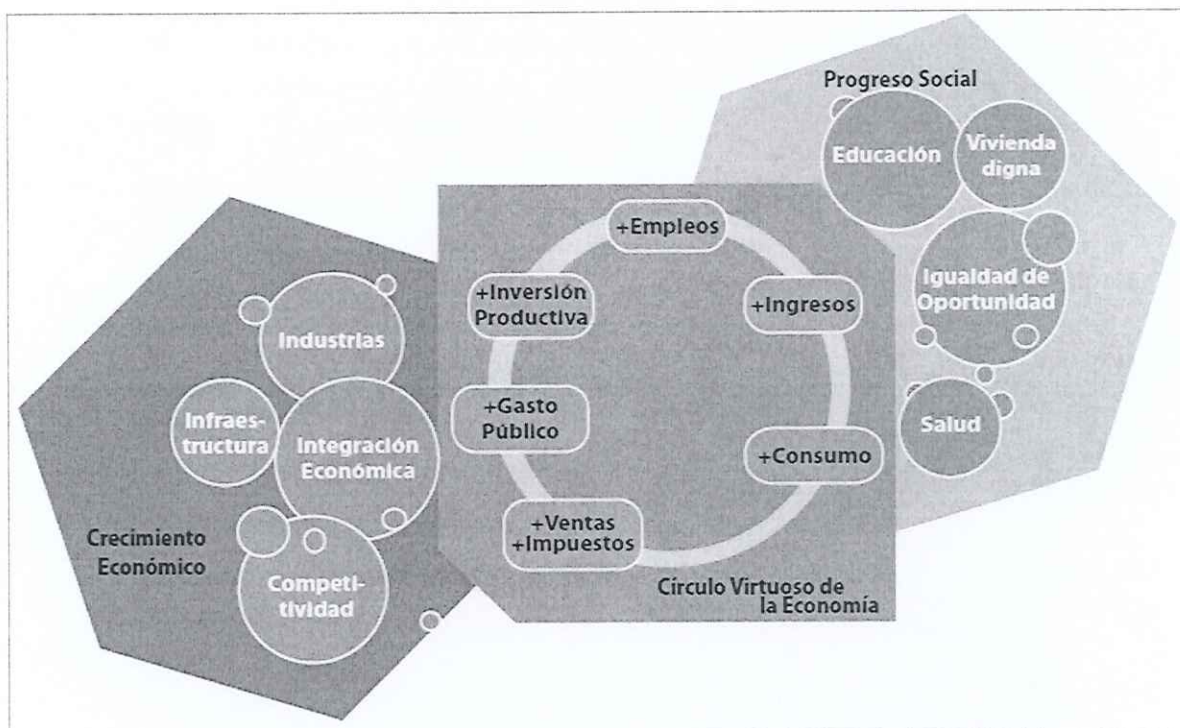 Progreso Social
Educación
Vivienda
digna
Igualdad de
Oportunidad
Salud
+Empleos
+Ingresos
+Consumo
+Ventas
+Impuestos
+Gasto
Público
+Inversión
Productiva
Círculo Virtuoso de
la Economía
Industrias
Infraes-
tructura
Integración
Económica
Competi-
tividad
Crecimiento
Económico